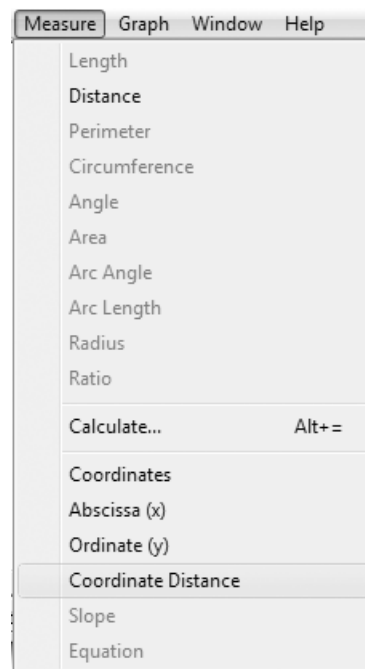 Measure Graph Window Help
Length
Distance
Perimeter
Circumference
Angle
Area
Arc Angle
Arc Length
Radius
Ratio
Calculate... Alt+=
Coordinates
Abscissa (x)
Ordinate (y)
Coordinate Distance
Slope
Equation